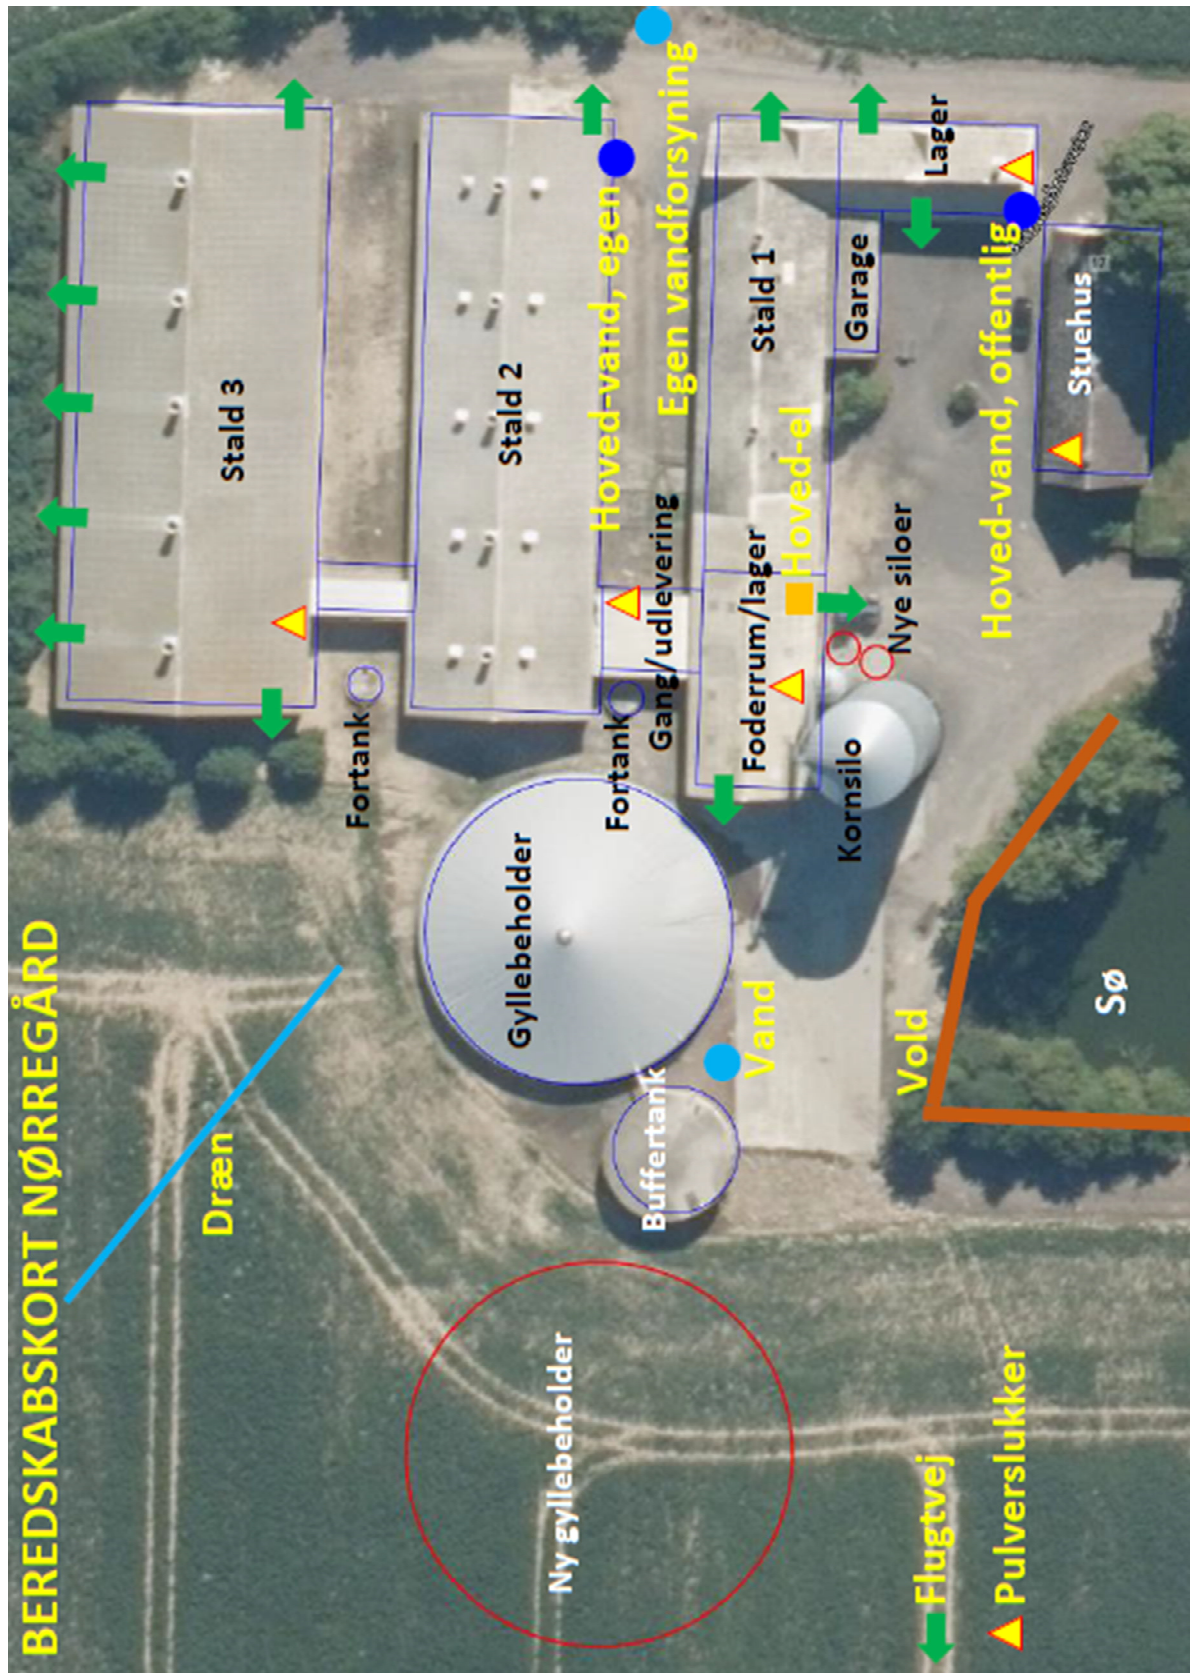 BEREDSKABSKORT NØRREGÅRD
Stald 3
Dræn
Fortank
Stald 2
Gyllebeholder
Ny gyllebeholder
Hoved-vand, egen
Fortank
Egen vandforsyning
Gang/udlevering
Buffertank
Stald 1
Foderrum/lager
Vand
Hoved-el
Garage
Kornsilo
Nye siloer
Lager
Vold
Flugtvej
Hoved-vand, offentlig
Pulverslukker
Stuehus
Sø